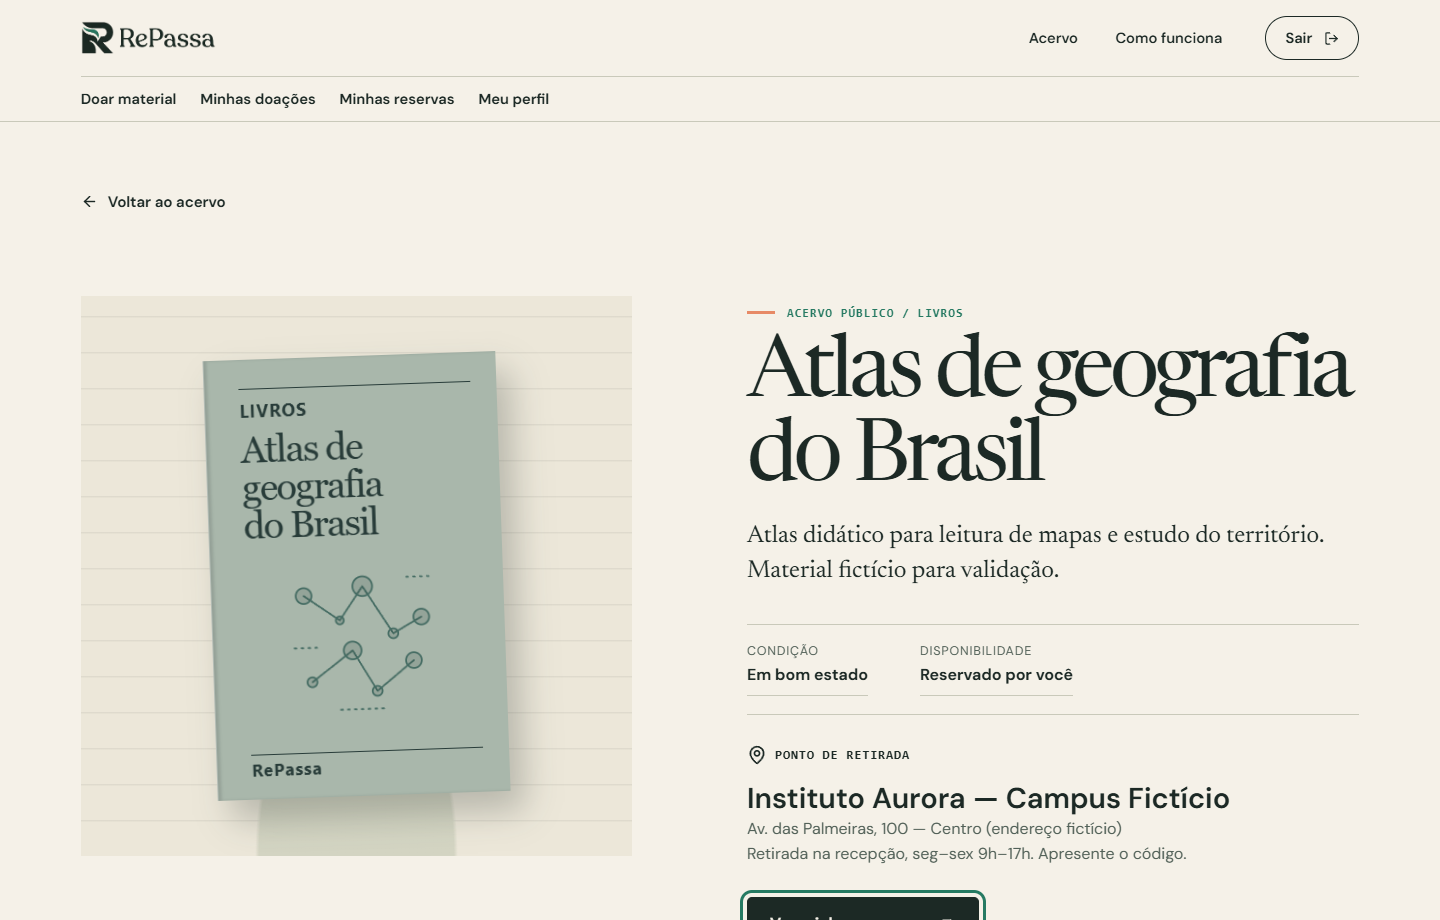 RePassa
Acervo
Como funciona
Sair
Doar material
Minhas doações
Minhas reservas
Meu perfil
Voltar ao acervo
LIVROS
Atlas de
geografia
do Brasil
RePassa
ACERVO PÚBLICO / LIVROS
Atlas de geografia
do Brasil
Atlas didático para leitura de mapas e estudo do território.
Material fictício para validação.
CONDIÇÃO
Em bom estado
DISPONIBILIDADE
Reservado por você
PONTO DE RETIRADA
Instituto Aurora — Campus Fictício
Av. das Palmeiras, 100 — Centro (endereço fictício)
Retirada na recepção, seg–sex 9h–17h. Apresente o código.